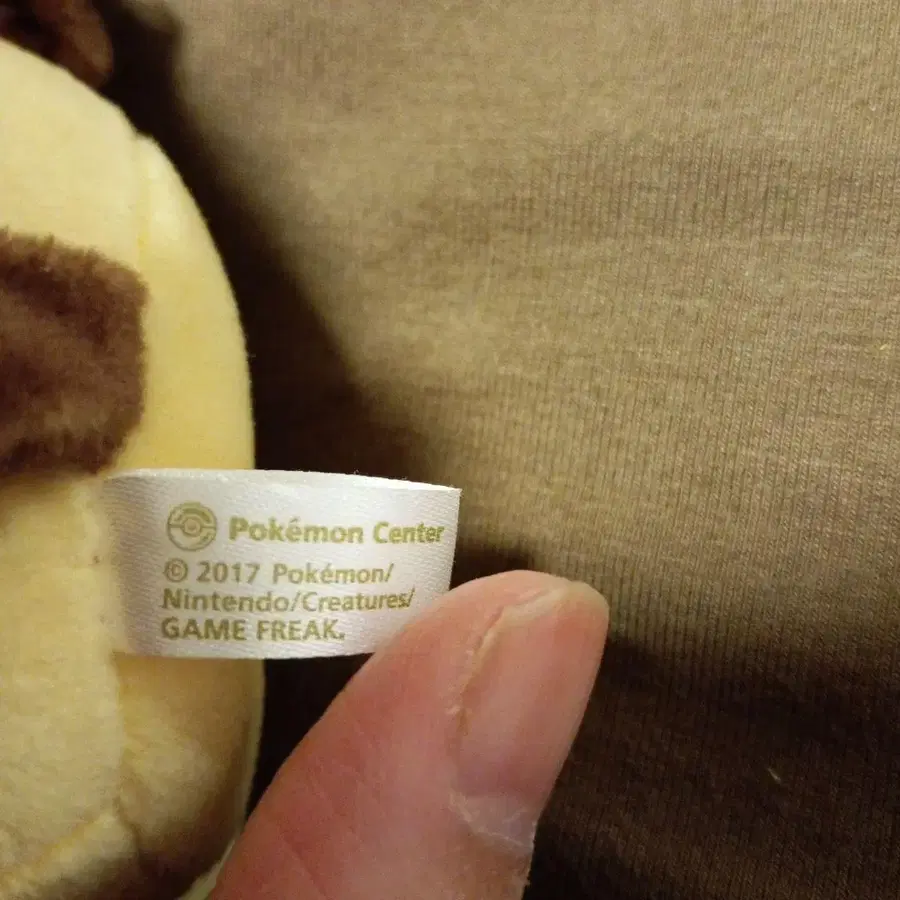 Pokémon Center
© 2017 Pokémon/
Nintendo/Creatures/
GAME FREAK.